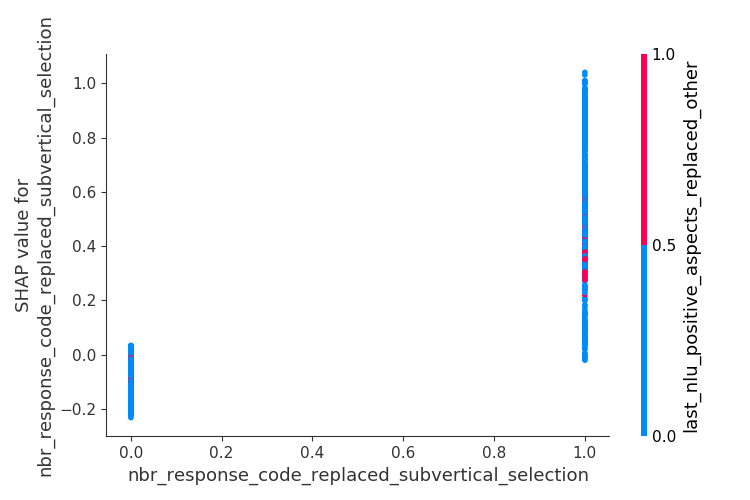 SHAP value for
nbr_response_code_replaced_subvertical_selection
1.0
0.8
0.6
0.4
0.2
0.0
−0.2
0.0 0.2 0.4 0.6 0.8 1.0
nbr_response_code_replaced_subvertical_selection
1.0
0.5
0.0
last_nlu_positive_aspects_replaced_other